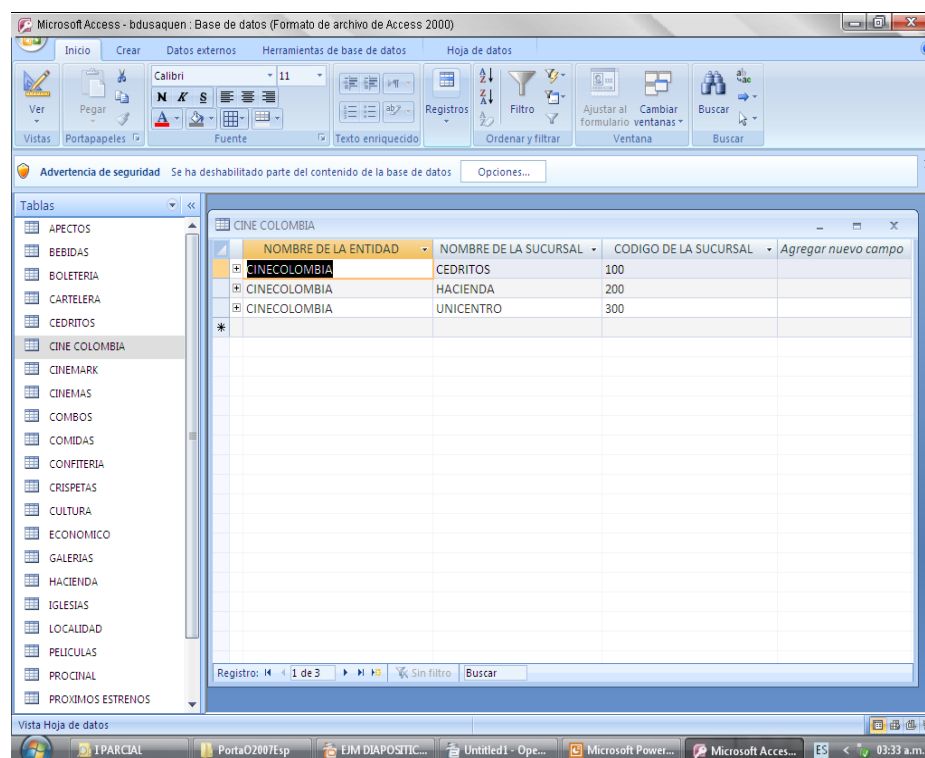 Microsoft Access - bdusaquen : Base de datos (Formato de archivo de Access 2000)
Inicio Crear Datos externos Herramientas de base de datos Hoja de datos
Ver
Vistas
Pegar
Portapapeles
Calibri 11
N K S
Fuente
Texto enriquecido
Registros
Filtro
Ordenar y filtrar
Ajustar al formulario
Cambiar ventanas
Ventana
Buscar
Buscar
Advertencia de seguridad Se ha deshabilitado parte del contenido de la base de datos Opciones...
Tablas
APECTOS
BEBIDAS
BOLETERIA
CARTELERA
CEDRITOS
CINE COLOMBIA
CINEMARK
CINEMAS
COMBOS
COMIDAS
CONFITERIA
CRISPETAS
CULTURA
ECONOMICO
GALERIAS
HACIENDA
IGLESIAS
LOCALIDAD
PELICULAS
PROCINAL
PROXIMOS ESTRENOS
CINE COLOMBIA
NOMBRE DE LA ENTIDAD NOMBRE DE LA SUCURSAL CODIGO DE LA SUCURSAL Agregar nuevo campo
CINECOLOMBIA CEDRITOS 100
CINECOLOMBIA HACIENDA 200
CINECOLOMBIA UNICENTRO 300
Registro: 1 de 3 Sin filtro Buscar
Vista Hoja de datos
I PARCIAL PortaO2007Esp EJM DIAPOSITIC... Untitled1 - Ope... Microsoft Power... Microsoft Acces... ES 03:33 a.m.